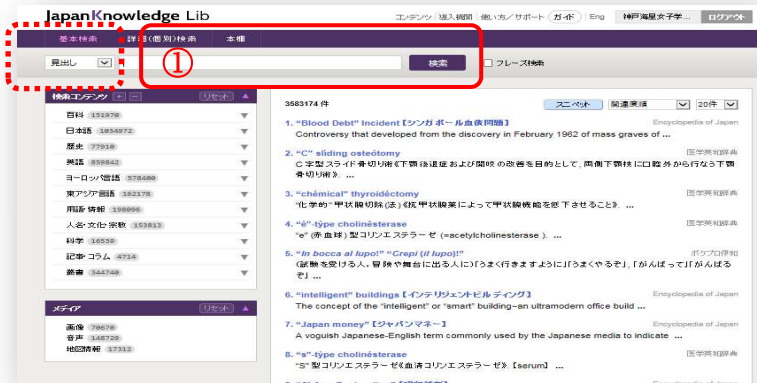 JapanKnowledge Lib
コンテンツ 導入機関 使い方/サポート ガイド Eng 神戸海星女子学... ログアウト
基本検索 詳細(個別)検索 本棚
見出し ① 検索 フレーズ検索
検索コンテンツ + − リセット
百科 151970
日本語 1034972
歴史 77910
英語 859842
ヨーロッパ言語 578400
東アジア言語 162178
用語・情報 198096
人名・文化・宗教 153813
科学 16530
記事・コラム 4714
叢書 344740
メディア リセット
画像 70670
音声 148729
地図情報 17312
3583174 件 スニペット 関連度順 20件
1. “Blood Debt” Incident【シンガポール血債問題】 Encyclopedia of Japan
Controversy that developed from the discovery in February 1962 of mass graves of ...
2. “C” sliding osteótomy 医学英和辞典
C 字型スライド骨切り術《下顎後退症および開咬の改善を目的として, 両側下顎枝に口腔外から行なう下顎
骨切り術》. ...
3. “chémical” thyroidéctomy 医学英和辞典
“化学的” 甲状腺切除(法)《抗甲状腺薬によって甲状腺機能を低下させること》. ...
4. “é”-týpe cholinésterase 医学英和辞典
“e” (赤血球) 型コリンエステラーゼ (=acetylcholinesterase ). ...
5. “In bocca al lupo!” “Crepi (il lupo)!” ポケプロ伊和
(試験を受ける人, 冒険や舞台に出る人に)「うまく行きますように」「うまくやるぞ」, 「がんばって」「がんばる
ぞ」 ...
6. “intelligent” buildings【インテリジェントビルディング】 Encyclopedia of Japan
The concept of the “intelligent” or “smart” building–an ultramodern office build ...
7. “Japan money”【ジャパンマネー】 Encyclopedia of Japan
A voguish Japanese-English term commonly used by the Japanese media to indicate ...
8. “s”-týpe cholinésterase 医学英和辞典
“S” 型コリンエステラーゼ《血清コリンエステラーゼ》.【serum】 ...